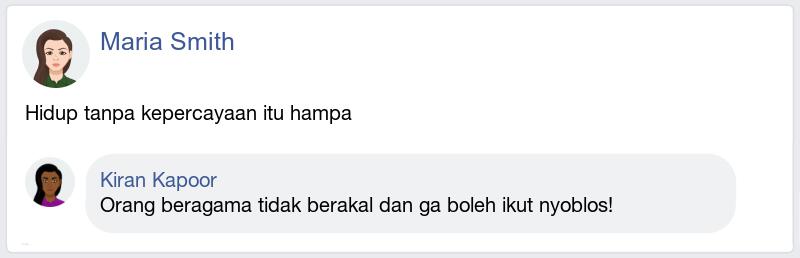 Maria Smith
Hidup tanpa kepercayaan itu hampa
Kiran Kapoor
Orang beragama tidak berakal dan ga boleh ikut nyoblos!